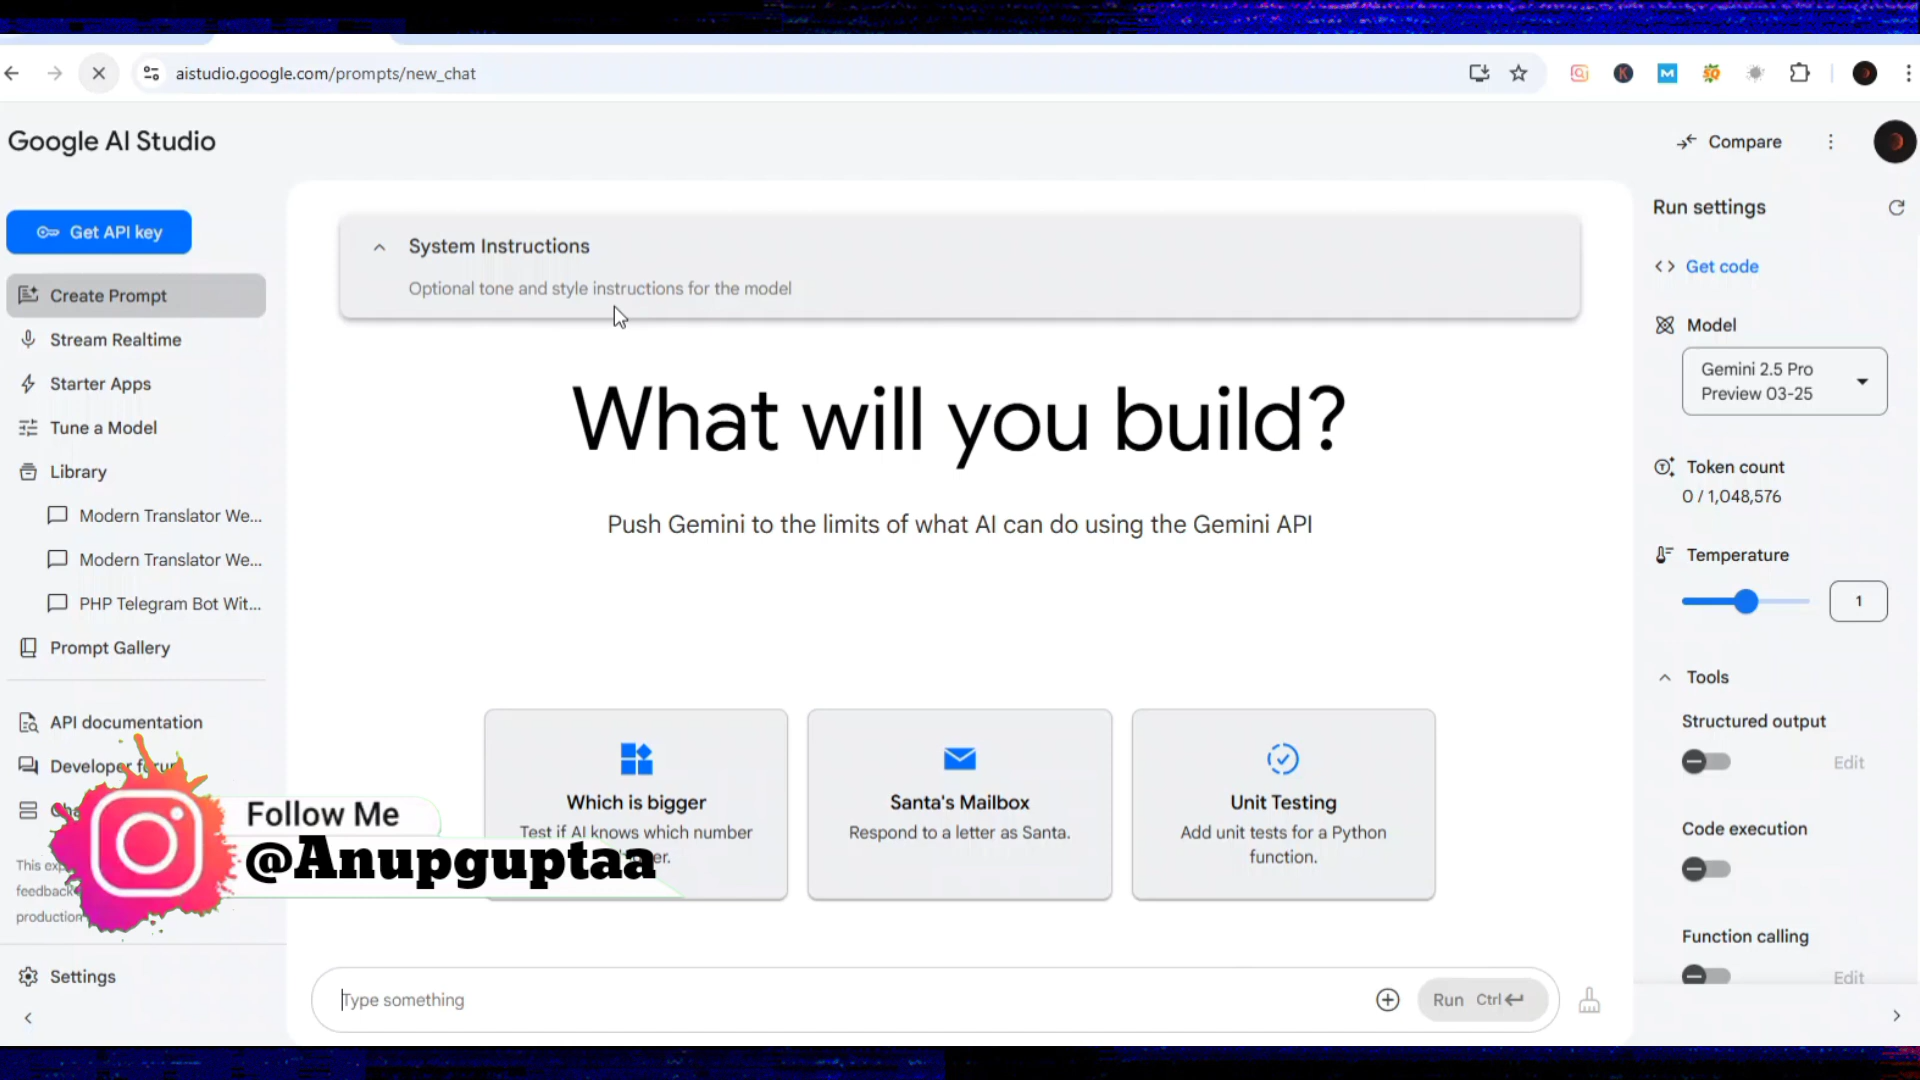 aistudio.google.com/prompts/new_chat
Google AI Studio
Compare
Get API key
Create Prompt
Stream Realtime
Starter Apps
Tune a Model
Library
Modern Translator We...
Modern Translator We...
PHP Telegram Bot Wit...
Prompt Gallery
API documentation
Developer forum
This exp
feedback
production
Settings
System Instructions
Optional tone and style instructions for the model
What will you build?
Push Gemini to the limits of what AI can do using the Gemini API
Which is bigger
Test if AI knows which number
er.
Santa's Mailbox
Respond to a letter as Santa.
Unit Testing
Add unit tests for a Python
function.
Follow Me
@Anupguptaa
Type something
Run Ctrl
Run settings
Get code
Model
Gemini 2.5 Pro
Preview 03-25
Token count
0 / 1,048,576
Temperature
1
Tools
Structured output
Edit
Code execution
Function calling
Edit